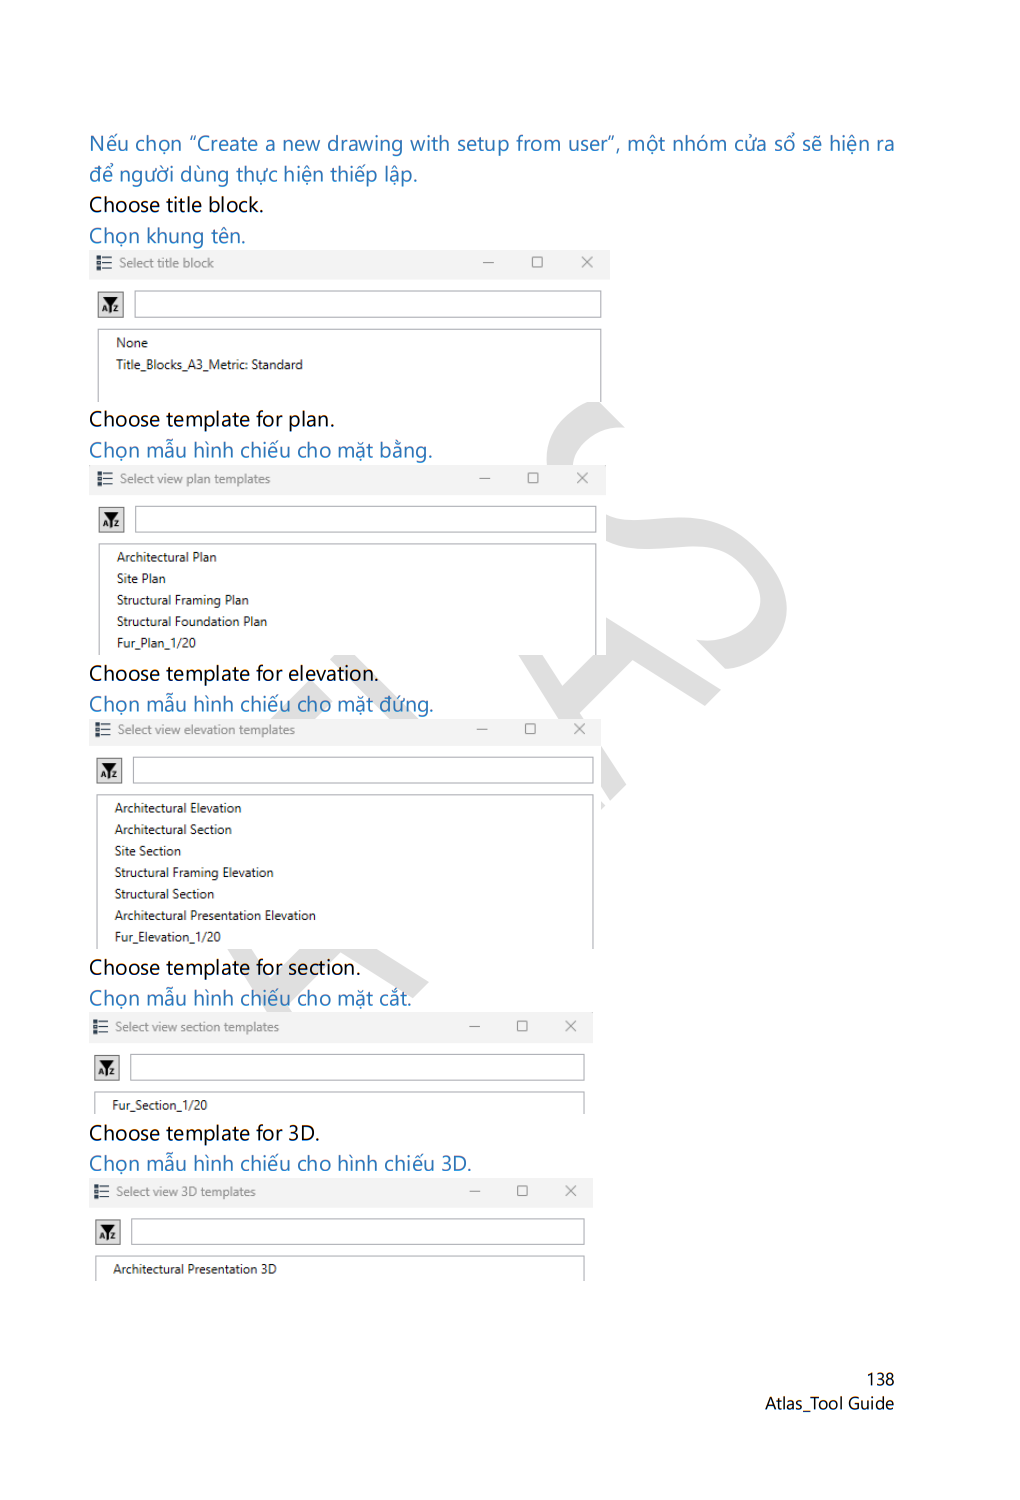 Nếu chọn “Create a new drawing with setup from user”, một nhóm cửa sổ sẽ hiện ra
để người dùng thực hiện thiếp lập.
Choose title block.
Chọn khung tên.
Select title block
None
Title_Blocks_A3_Metric: Standard
Choose template for plan.
Chọn mẫu hình chiếu cho mặt bằng.
Select view plan templates
Architectural Plan
Site Plan
Structural Framing Plan
Structural Foundation Plan
Fur_Plan_1/20
Choose template for elevation.
Chọn mẫu hình chiếu cho mặt đứng.
Select view elevation templates
Architectural Elevation
Architectural Section
Site Section
Structural Framing Elevation
Structural Section
Architectural Presentation Elevation
Fur_Elevation_1/20
Choose template for section.
Chọn mẫu hình chiếu cho mặt cắt.
Select view section templates
Fur_Section_1/20
Choose template for 3D.
Chọn mẫu hình chiếu cho hình chiếu 3D.
Select view 3D templates
Architectural Presentation 3D
138
Atlas_Tool Guide